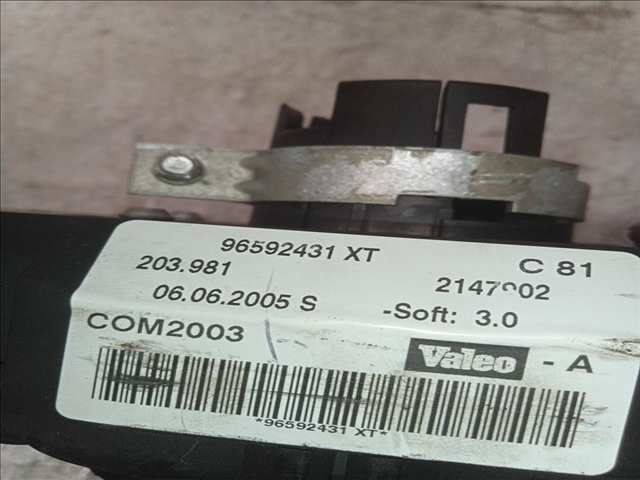 96592431 XT
C 81
203.981
06.06.2005 S
-Soft: 3.0
COM2003
Valeo - A
*96592431 XT*